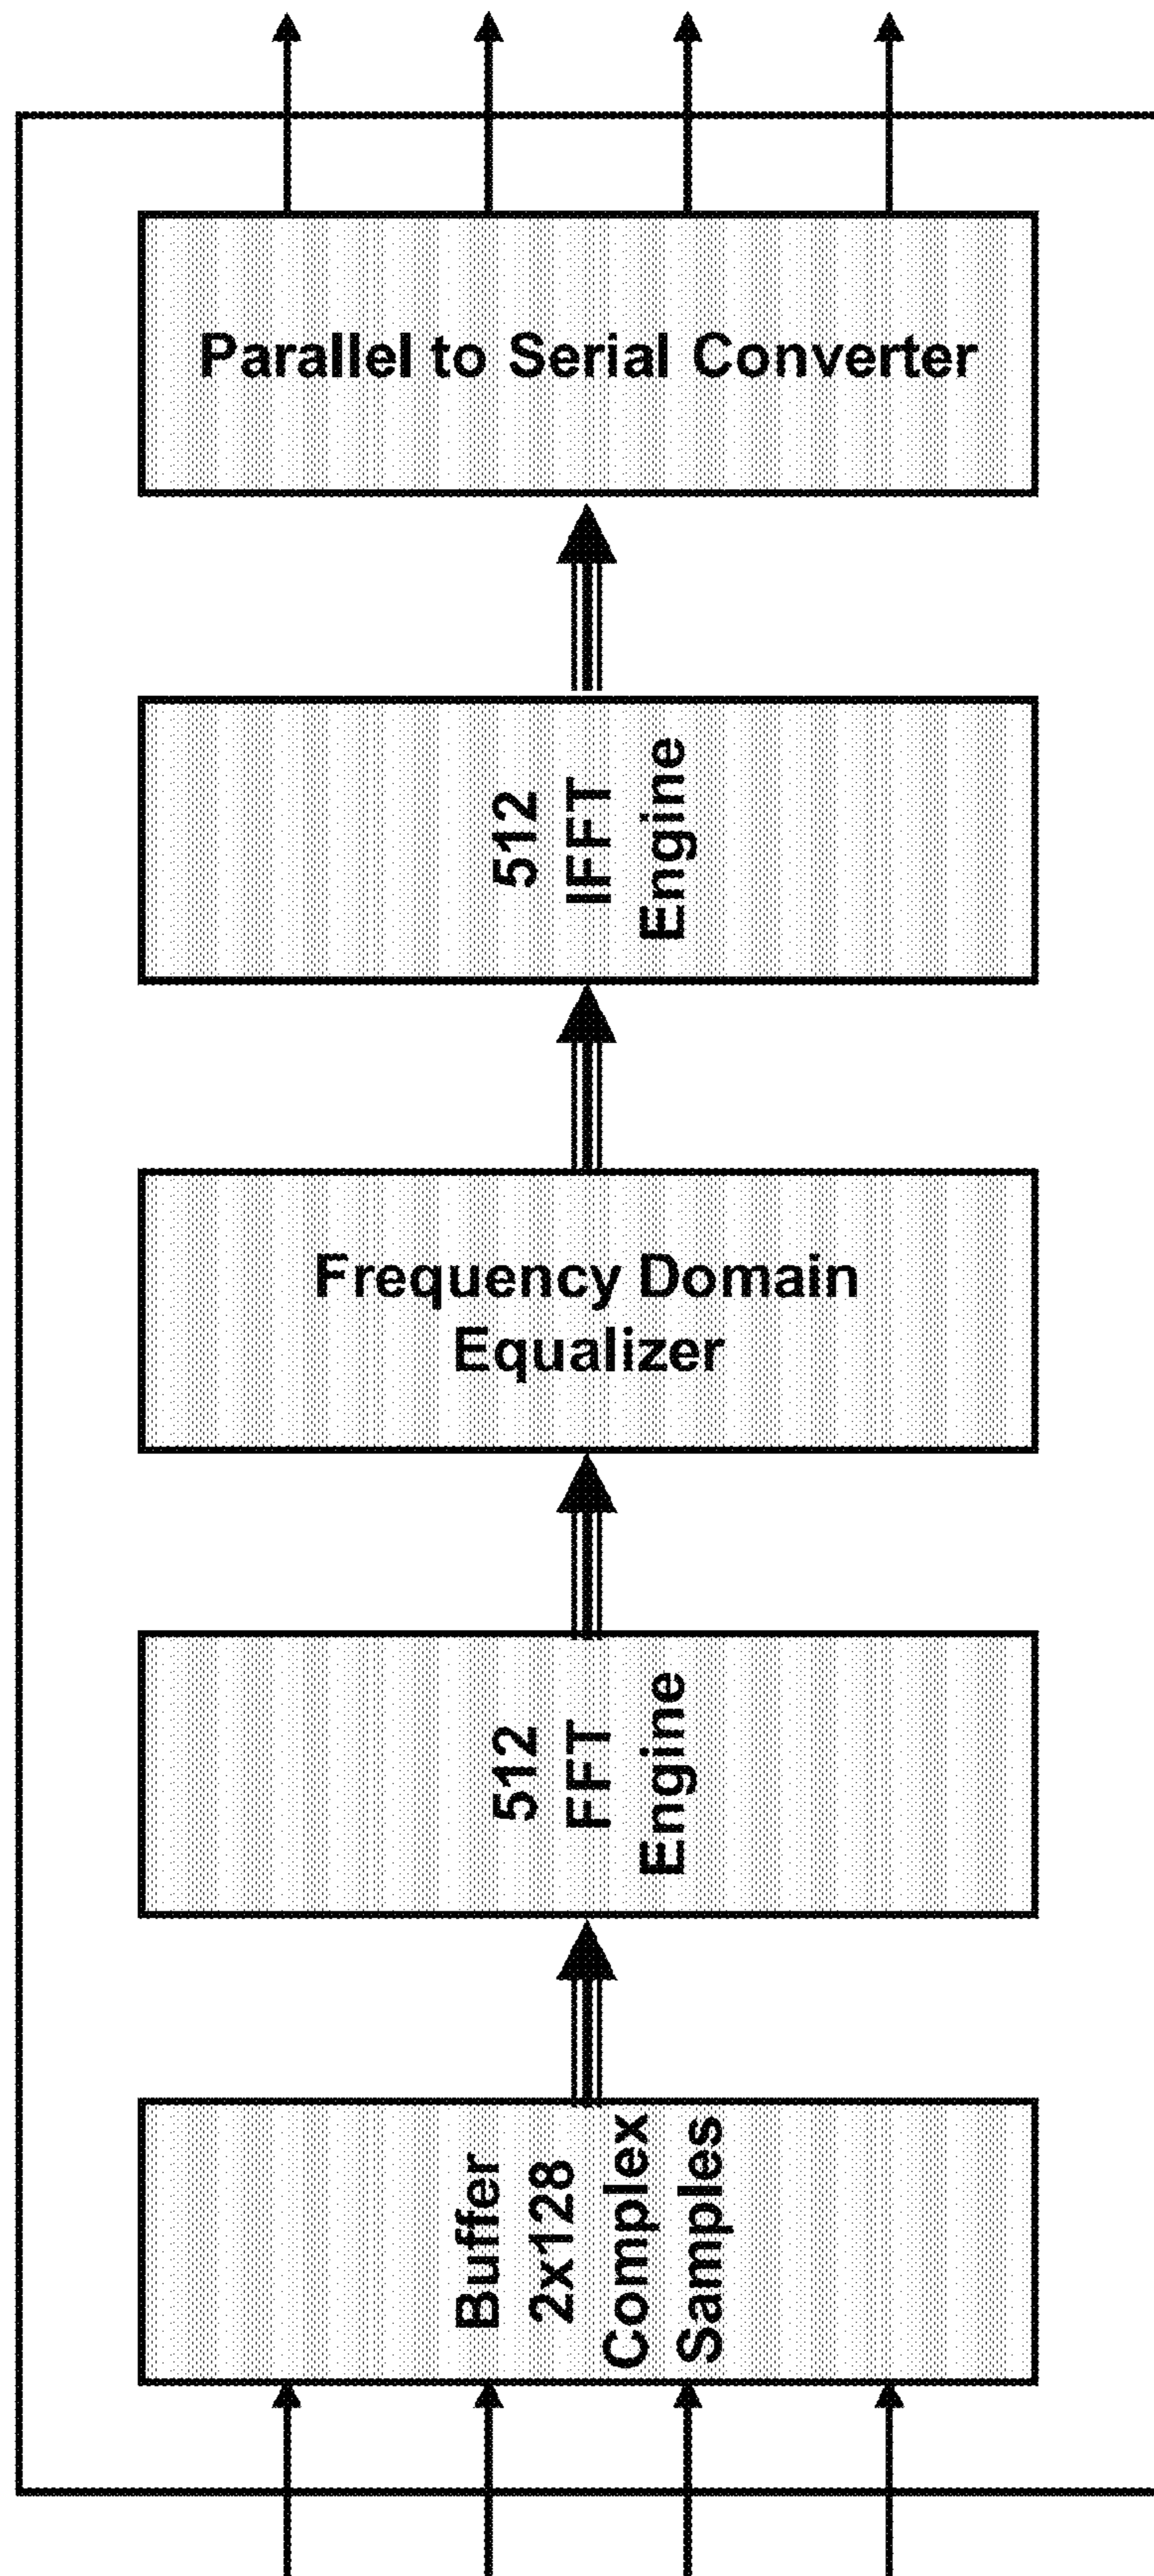 Parallel to Serial Converter
512
IFFT
Engine
Frequency Domain
Equalizer
512
FFT
Engine
Buffer
2x128
Complex
Samples